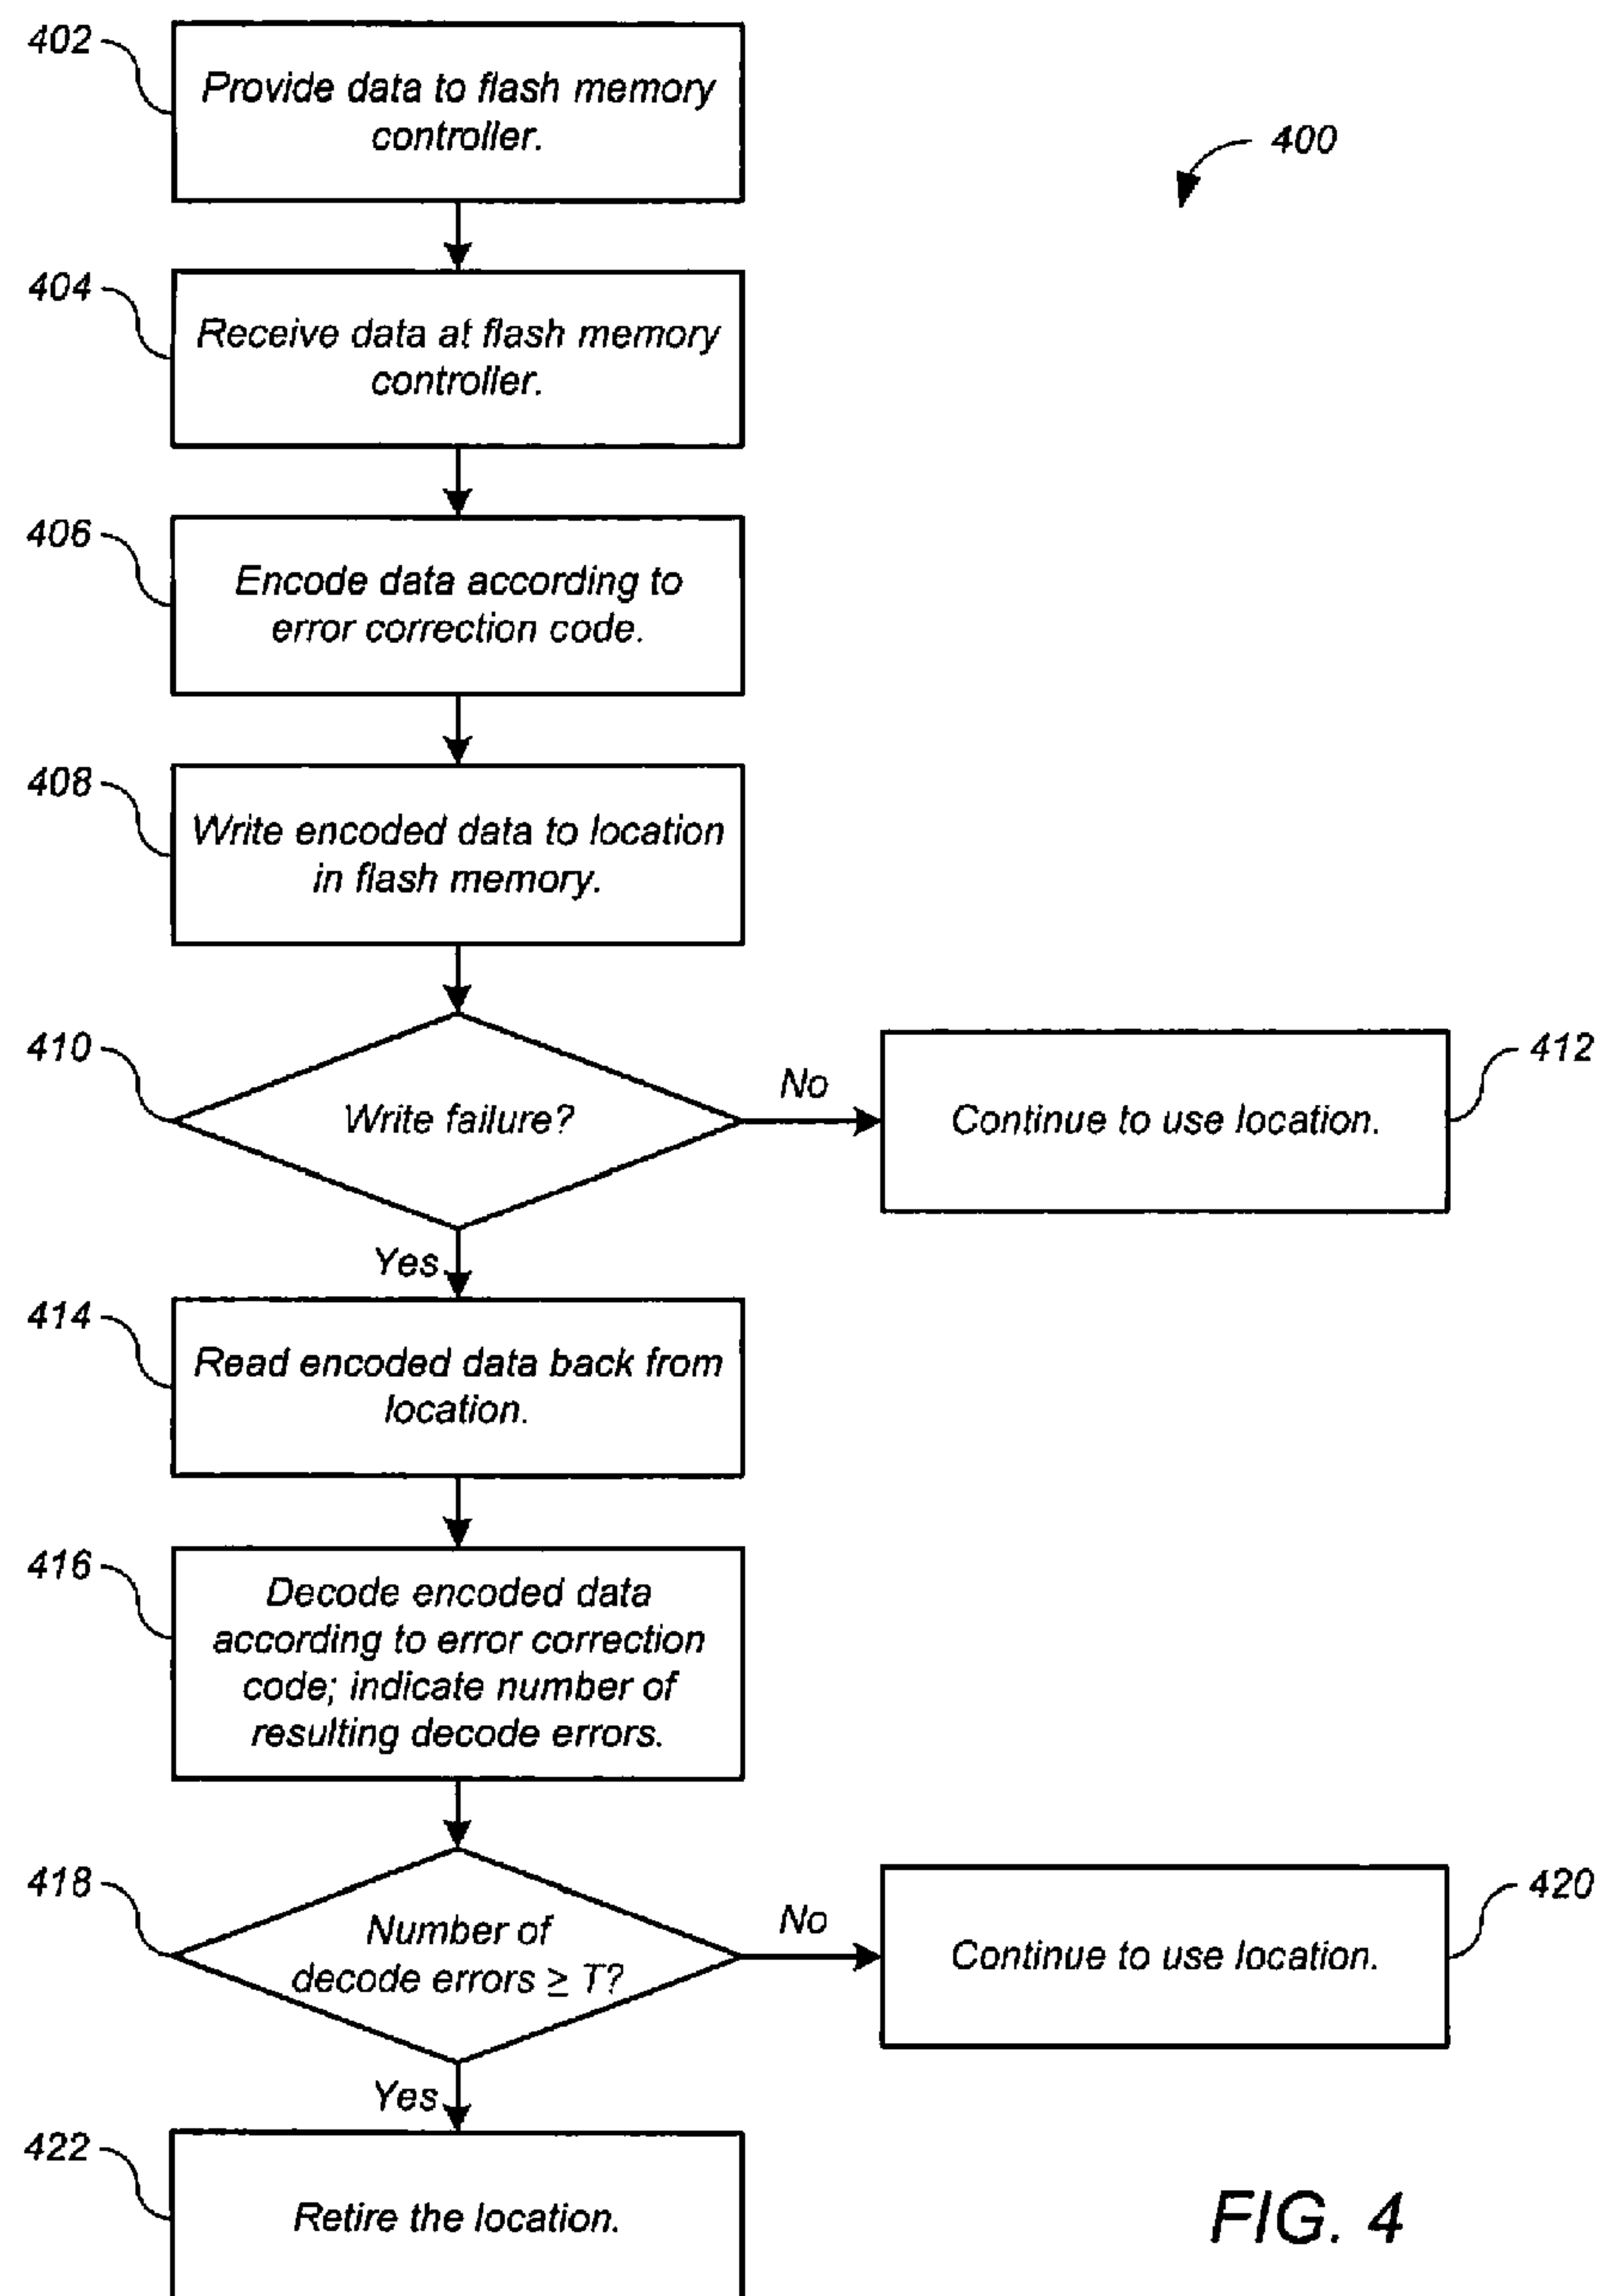 402
Provide data to flash memory
controller.
400
404
Receive data at flash memory
controller.
406
Encode data according to
error correction code.
408
Write encoded data to location
in flash memory.
410
Write failure?
No
412
Continue to use location.
Yes
414
Read encoded data back from
location.
416
Decode encoded data
according to error correction
code; indicate number of
resulting decode errors.
418
Number of
decode errors ≥ T?
No
420
Continue to use location.
Yes
422
Retire the location.
FIG. 4